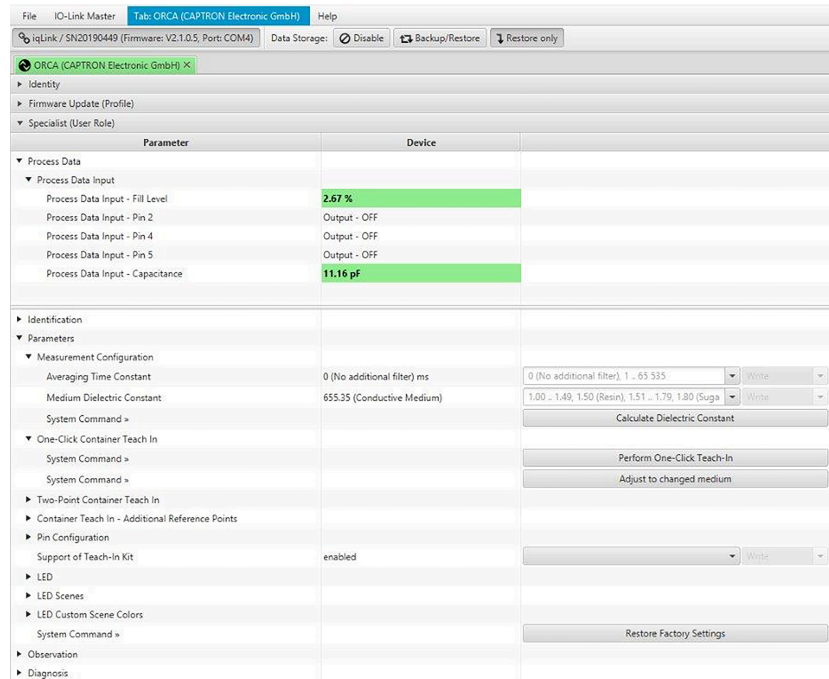 File IO-Link Master Tab: ORCA (CAPTRON Electronic GmbH) Help
iqLink / SN20190449 (Firmware: V2.1.0.5, Port: COM4) Data Storage: Disable Backup/Restore Restore only
ORCA (CAPTRON Electronic GmbH) ×
Identity
Firmware Update (Profile)
Specialist (User Role)
Parameter Device
Process Data
Process Data Input
Process Data Input - Fill Level 2.67 %
Process Data Input - Pin 2 Output - OFF
Process Data Input - Pin 4 Output - OFF
Process Data Input - Pin 5 Output - OFF
Process Data Input - Capacitance 11.16 pF
Identification
Parameters
Measurement Configuration
Averaging Time Constant 0 (No additional filter) ms 0 (No additional filter), 1 .. 65 535 Write
Medium Dielectric Constant 655.35 (Conductive Medium) 1.00 .. 1.49, 1.50 (Resin), 1.51 .. 1.79, 1.80 (Suga Write
System Command » Calculate Dielectric Constant
One-Click Container Teach In
System Command » Perform One-Click Teach-In
System Command » Adjust to changed medium
Two-Point Container Teach In
Container Teach In - Additional Reference Points
Pin Configuration
Support of Teach-In Kit enabled Write
LED
LED Scenes
LED Custom Scene Colors
System Command » Restore Factory Settings
Observation
Diagnosis